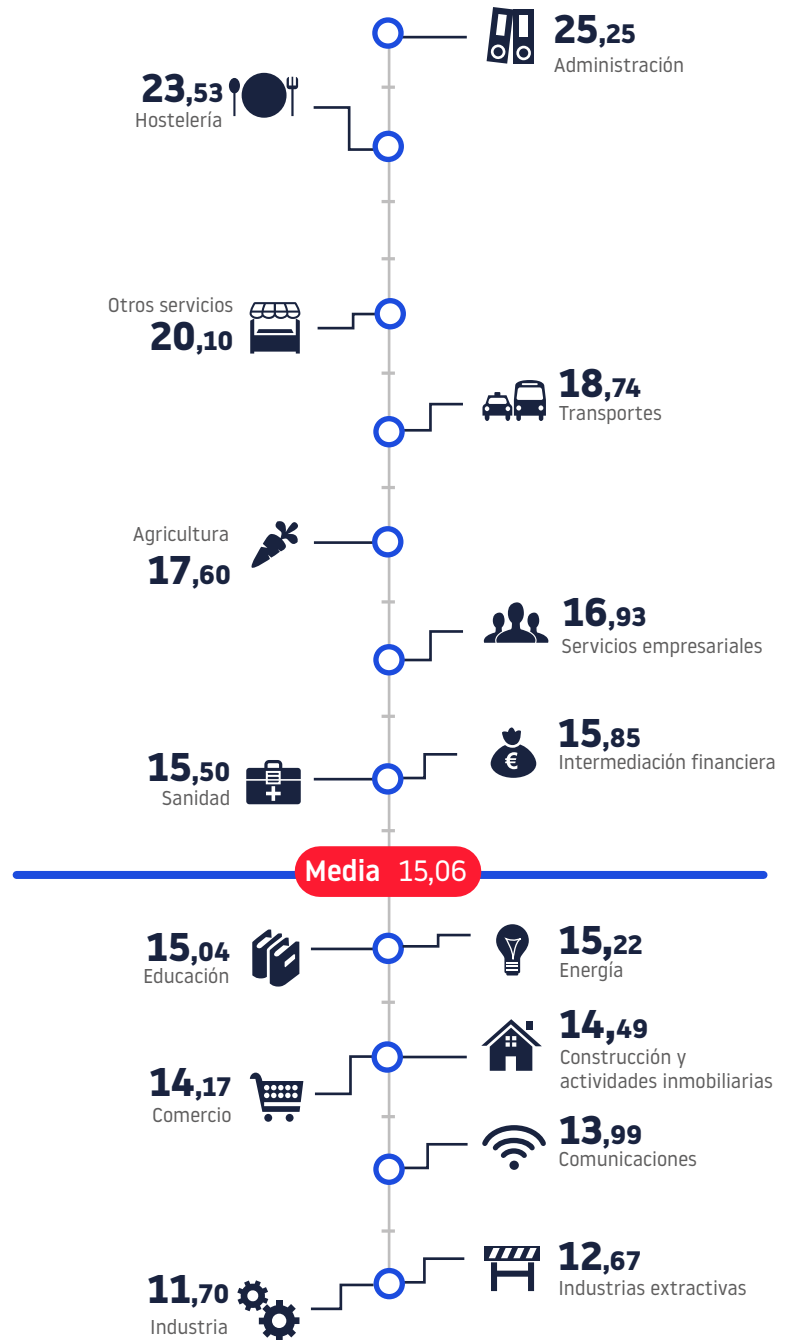 25,25
Administración
23,53
Hostelería
Otros servicios
20,10
18,74
Transportes
Agricultura
17,60
16,93
Servicios empresariales
15,85
Intermediación financiera
15,50
Sanidad
€
Media 15,06
15,04
Educación
15,22
Energía
14,49
Construcción y
actividades inmobiliarias
14,17
Comercio
13,99
Comunicaciones
12,67
Industrias extractivas
11,70
Industria